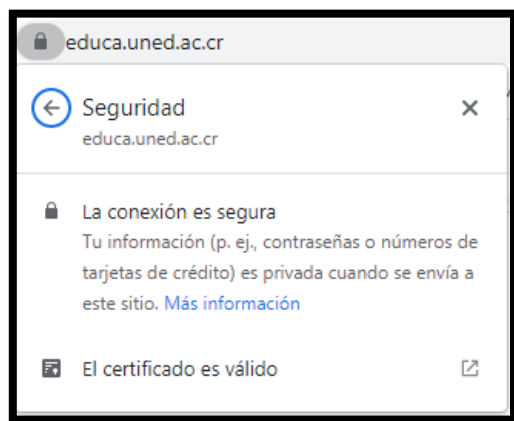 educa.uned.ac.cr
Seguridad
educa.uned.ac.cr
La conexión es segura
Tu información (p. ej., contraseñas o números de
tarjetas de crédito) es privada cuando se envía a
este sitio. Más información
El certificado es válido